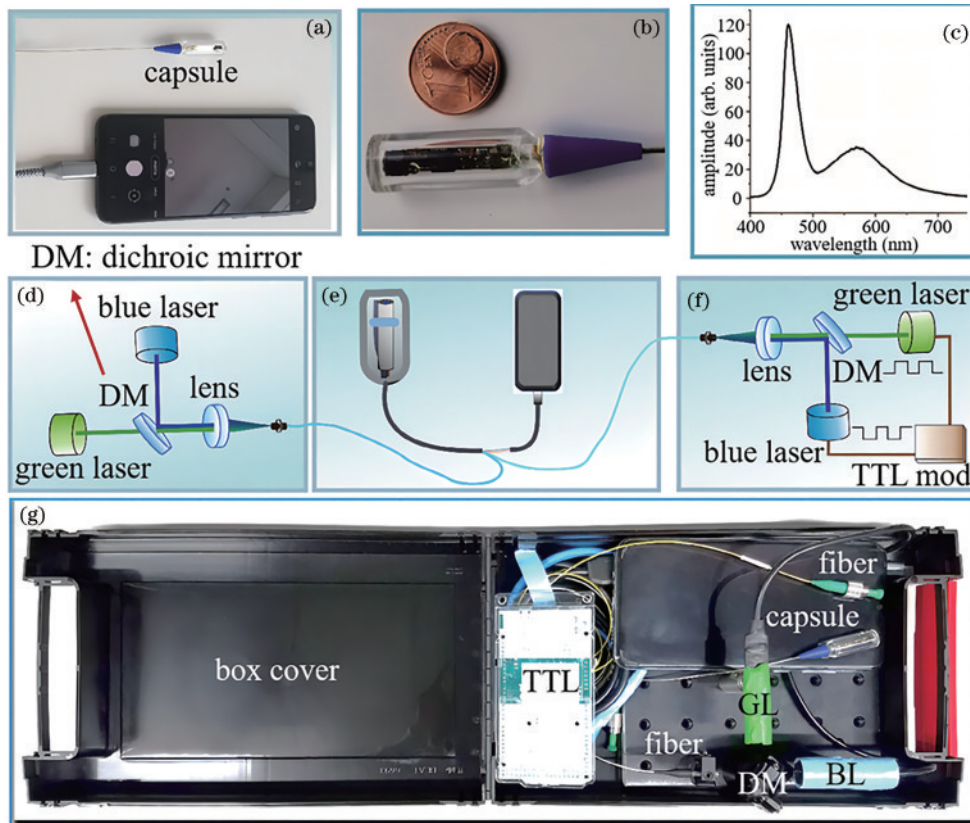 (a)
capsule
(b)
1
CENT
(c)
amplitude (arb. units)
120
100
80
60
40
20
0
400
500
600
700
wavelength (nm)
DM: dichroic mirror
(d)
blue laser
DM
lens
green laser
(e)
(f)
green laser
lens
DM
blue laser
TTL mod
(g)
box cover
TTL
fiber
capsule
GL
fiber
DM
BL